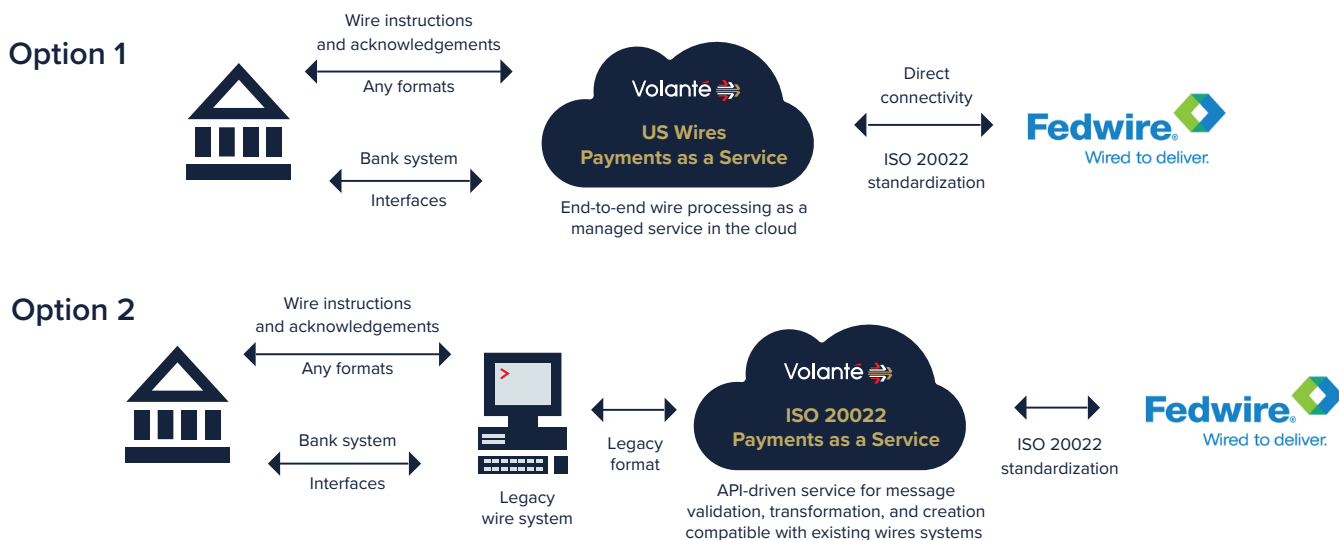 Option 1
Wire instructions
and acknowledgements
Any formats
Bank system
Interfaces
Volanté
US Wires
Payments as a Service
End-to-end wire processing as a
managed service in the cloud
Direct
connectivity
ISO 20022
standardization
Fedwire®
Wired to deliver.
Option 2
Wire instructions
and acknowledgements
Any formats
Bank system
Interfaces
>
Legacy
wire system
Legacy
format
Volanté
ISO 20022
Payments as a Service
API-driven service for message
validation, transformation, and creation
compatible with existing wires systems
ISO 20022
standardization
Fedwire®
Wired to deliver.